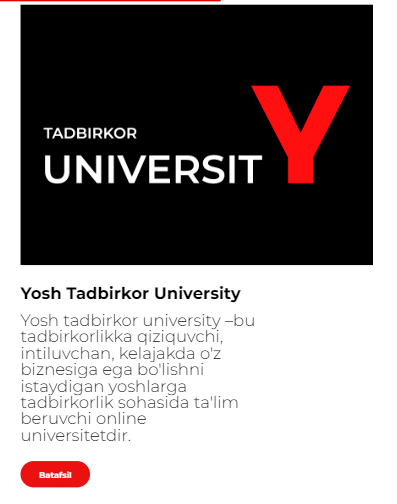 TADBIRKOR
UNIVERSITY
Yosh Tadbirkor University
Yosh tadbirkor university –bu
tadbirkorlikka qiziquvchi,
intiluvchan, kelajakda o'z
biznesiga ega bo'lishni
istaydigan yoshlarga
tadbirkorlik sohasida ta'lim
beruvchi online
universitetdir.
Batafsil